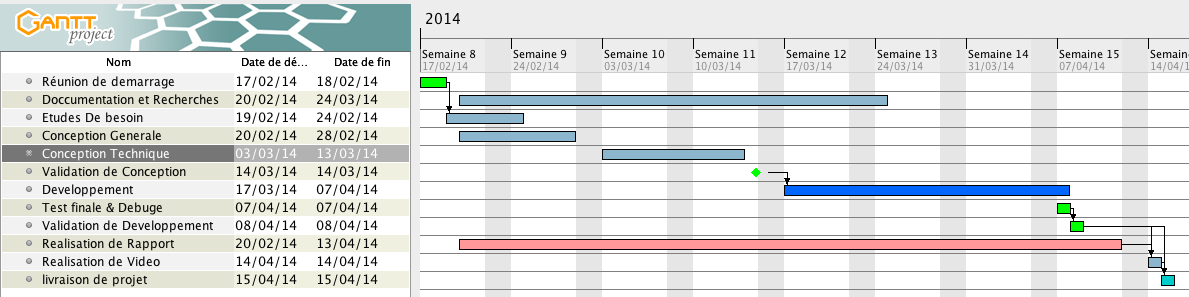 GANTT
project
2014
Semaine 8 Semaine 9 Semaine 10 Semaine 11 Semaine 12 Semaine 13 Semaine 14 Semaine 15
17/02/14 24/02/14 03/03/14 10/03/14 17/03/14 24/03/14 31/03/14 07/04/14
Nom Date de dé... Date de fin
Réunion de demarrage 17/02/14 18/02/14
Doccumentation et Recherches 20/02/14 24/03/14
Etudes De besoin 19/02/14 24/02/14
Conception Generale 20/02/14 28/02/14
Conception Technique 03/03/14 13/03/14
Validation de Conception 14/03/14 14/03/14
Developpement 17/03/14 07/04/14
Test finale & Debuge 07/04/14 07/04/14
Validation de Developpement 08/04/14 08/04/14
Realisation de Rapport 20/02/14 13/04/14
Realisation de Video 14/04/14 14/04/14
livraison de projet 15/04/14 15/04/14